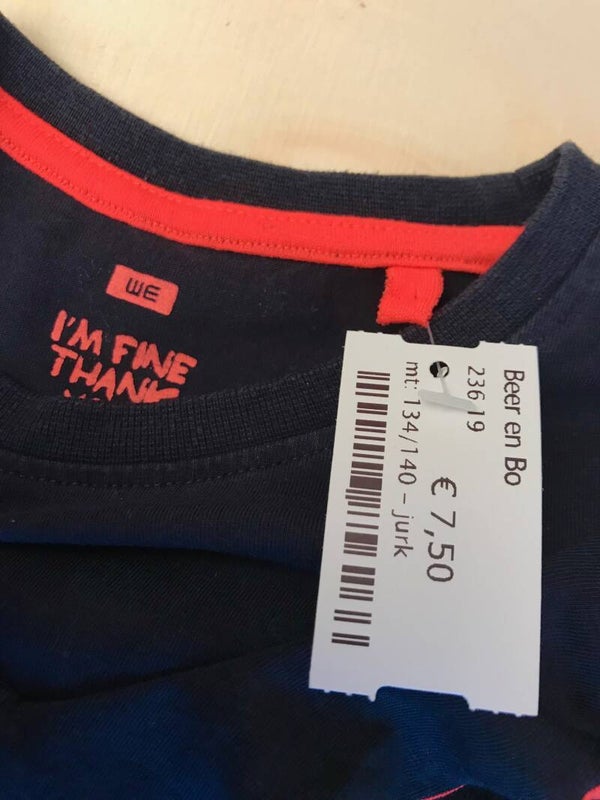 WE
I'M FINE
THANK
Beer en Bo
236 19
€ 7,50
mt: 134/140 - jurk